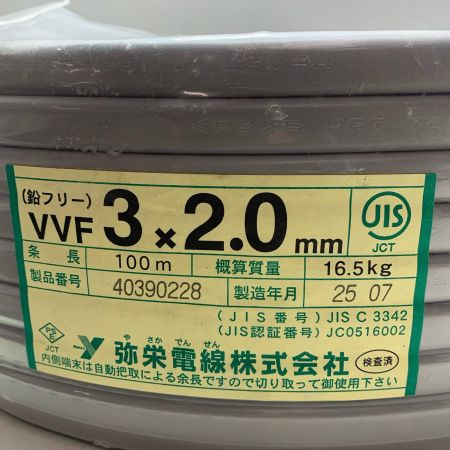 <PS>E JCT
(鉛フリー)
VVF 3×2.0mm
JIS
JCT
条長 100m 概算質量 16.5kg
製品番号 40390228 製造年月 25 07
(JIS番号) JIS C 3342
(JIS認証番号) JC0516002
PS E
JCT
やさかでんせん
弥栄電線株式会社
検査済
内側端末は自動把取による余長ですので切り取って御使用下さい